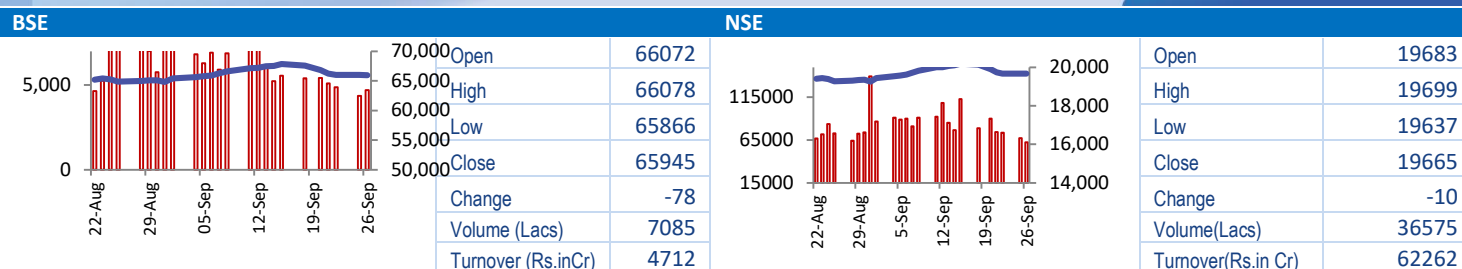 BSE
NSE
70,000
65,000
60,000
55,000
50,000
5,000
0
22-Aug
29-Aug
05-Sep
12-Sep
19-Sep
26-Sep
Open 66072
High 66078
Low 65866
Close 65945
Change -78
Volume (Lacs) 7085
Turnover (Rs.inCr) 4712
115000
65000
15000
20,000
18,000
16,000
14,000
22-Aug
29-Aug
5-Sep
12-Sep
19-Sep
26-Sep
Open 19683
High 19699
Low 19637
Close 19665
Change -10
Volume(Lacs) 36575
Turnover(Rs.in Cr) 62262